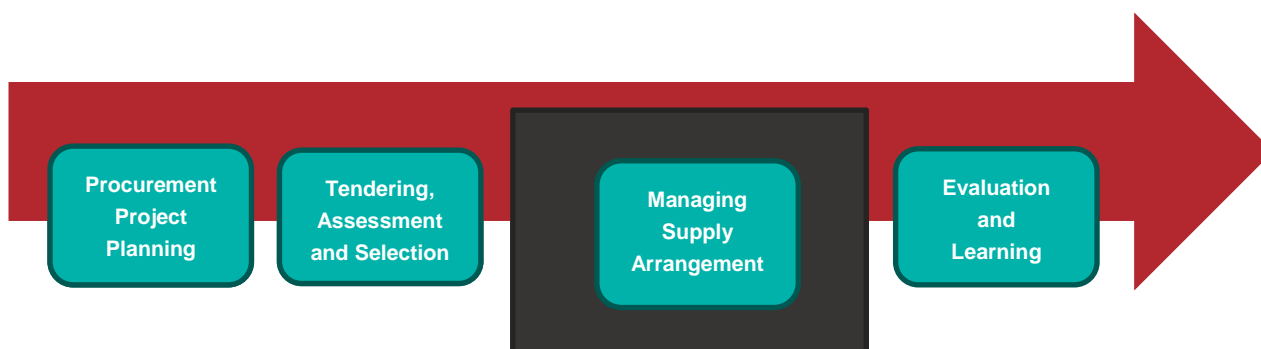 Procurement
Project
Planning
Tendering,
Assessment
and Selection
Managing
Supply
Arrangement
Evaluation
and
Learning